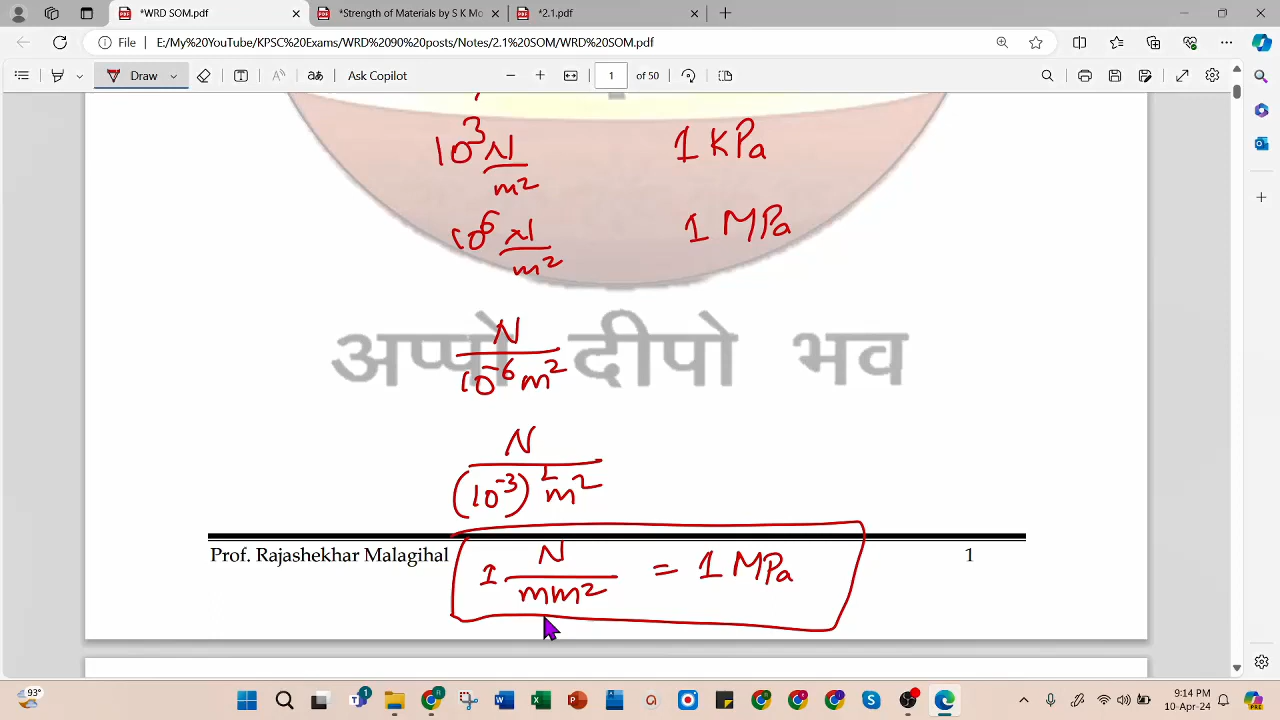 *WRD SOM.pdf
*Strength of Materials by S K Mo
*2.1.pdf
File E:/My%20YouTube/KPSC%20Exams/WRD%2090%20posts/Notes/2.1%20SOM/WRD%20SOM.pdf
Draw Ask Copilot 1 of 50
10³ N/m² 1 KPa
10⁶ N/m² 1 MPa
N/10⁻⁶ m²
अप्पो दीपो भव
N/(10⁻³)² m²
Prof. Rajashekhar Malagihal 1
1 N/mm² = 1 MPa
93° 9:14 PM
10-Apr-24